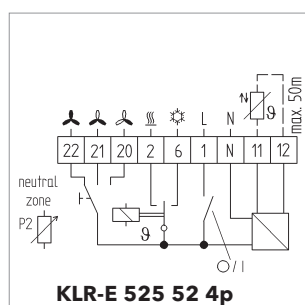 L N
ϑ
max. 50m
22 21 20 2 6 1 N 11 12
neutral
zone
P2
ϑ
O / I
KLR-E 525 52 4p